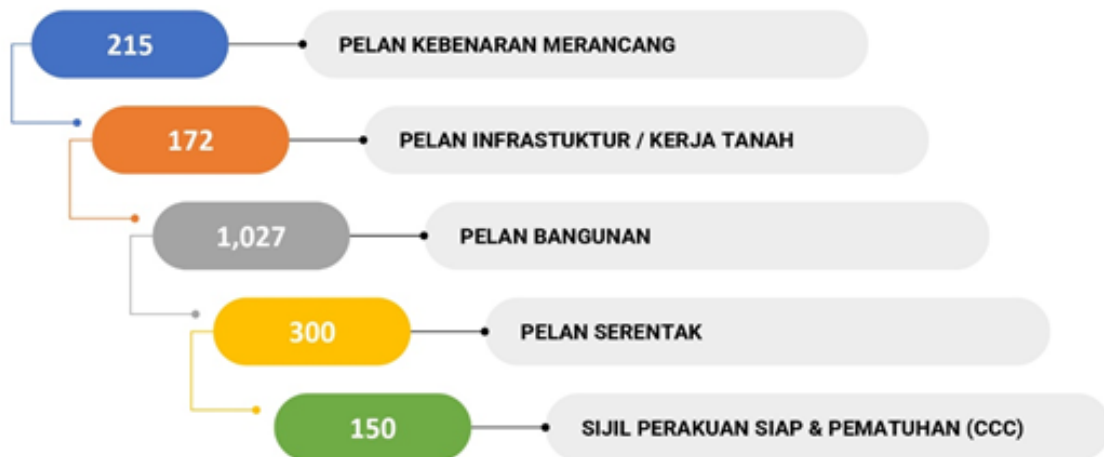 215 PELAN KEBENARAN MERANCANG
172 PELAN INFRASTUKTUR / KERJA TANAH
1,027 PELAN BANGUNAN
300 PELAN SERENTAK
150 SIJIL PERAKUAN SIAP & PEMATUHAN (CCC)